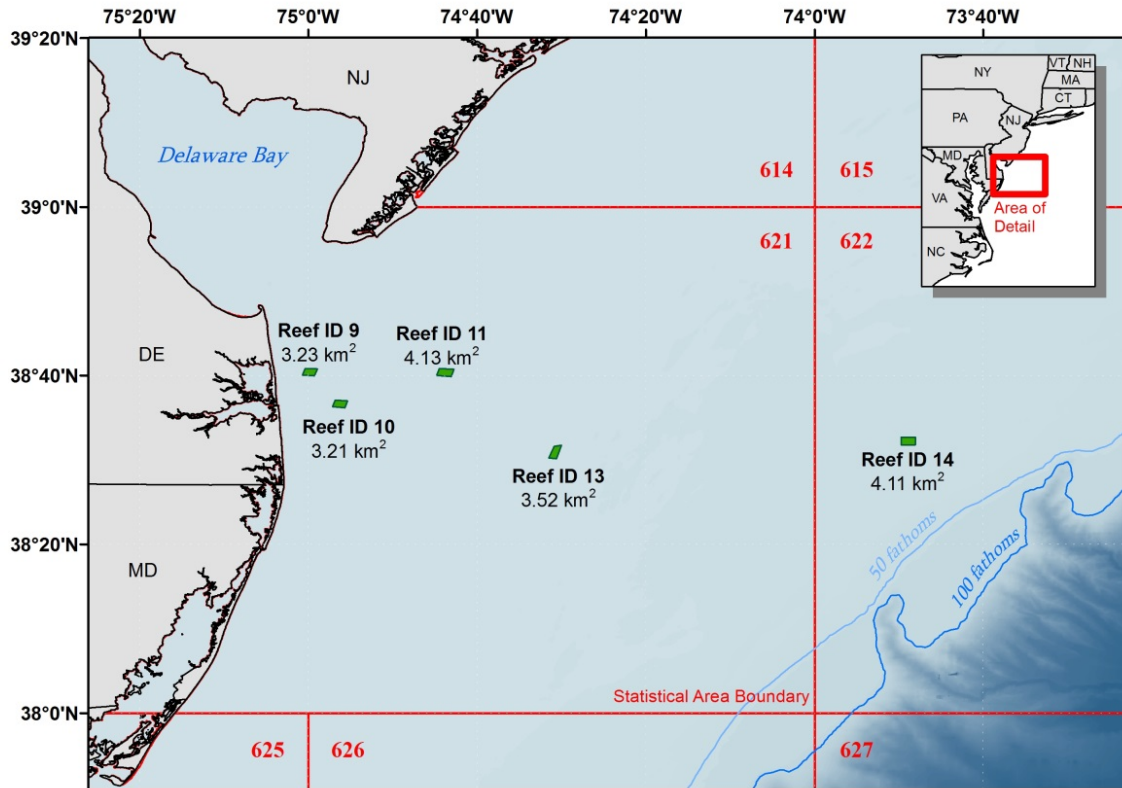 75°20'W 75°0'W 74°40'W 74°20'W 74°0'W 73°40'W
39°20'N
NJ
Delaware Bay
614 615
39°0'N
621 622
NY
VT NH
MA
CT
PA
NJ
MD
VA
NC
Area of
Detail
DE
Reef ID 9
3.23 km²
Reef ID 11
4.13 km²
38°40'N
Reef ID 10
3.21 km²
Reef ID 13
3.52 km²
Reef ID 14
4.11 km²
38°20'N
MD
50 fathoms
100 fathoms
Statistical Area Boundary
38°0'N
625 626
627